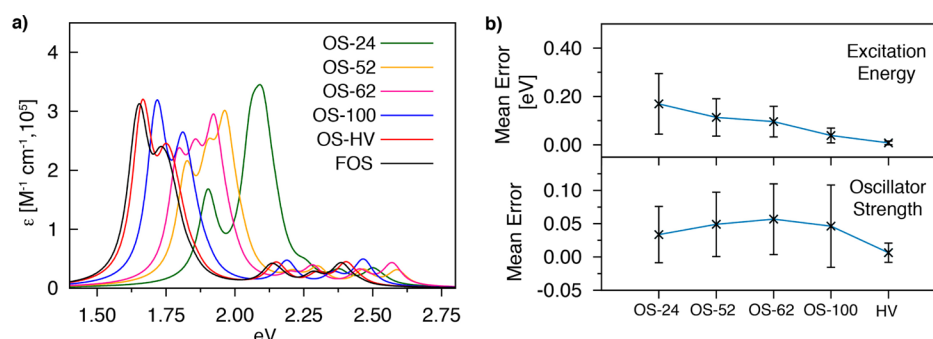 a)
ε [M⁻¹ cm⁻¹,10⁵]
4
3
2
1
0
OS-24
OS-52
OS-62
OS-100
OS-HV
FOS
1.50 1.75 2.00 2.25 2.50 2.75
eV
b)
Mean Error
[eV]
0.40
0.20
0.00
Excitation
Energy
Mean Error
0.10
0.05
0.00
-0.05
Oscillator
Strength
OS-24 OS-52 OS-62 OS-100 HV